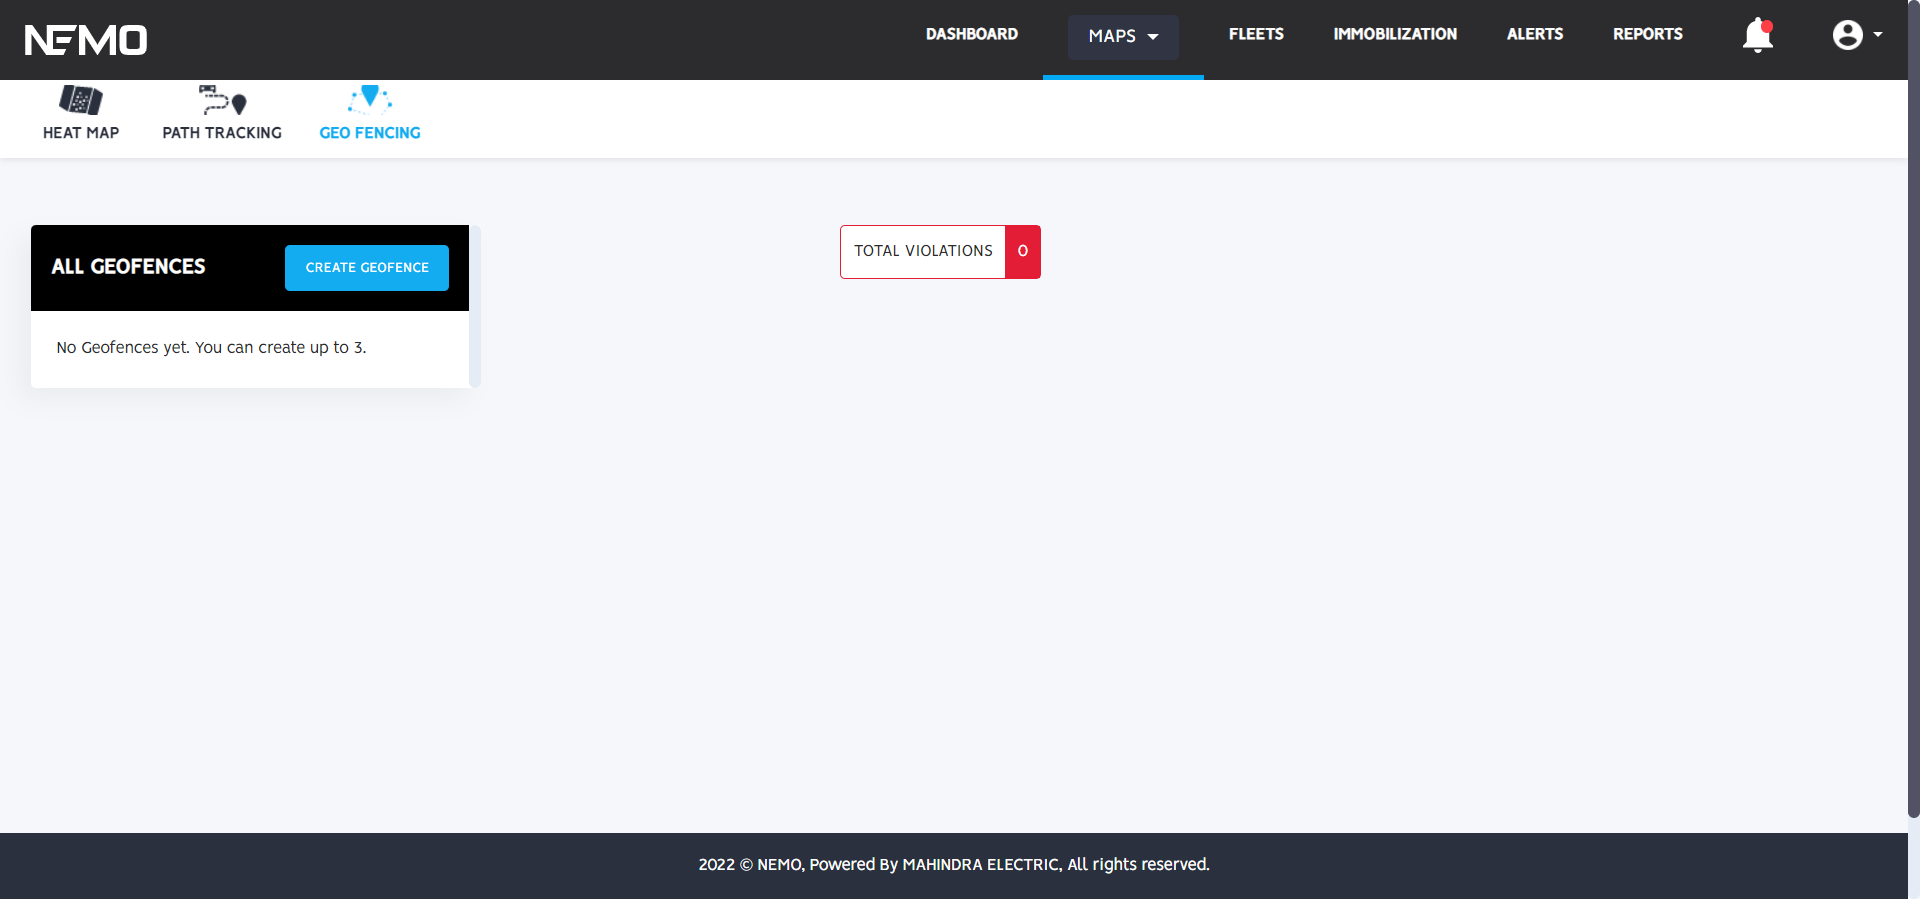 NEMO
DASHBOARD
MAPS
FLEETS
IMMOBILIZATION
ALERTS
REPORTS
HEAT MAP
PATH TRACKING
GEO FENCING
ALL GEOFENCES
CREATE GEOFENCE
No Geofences yet. You can create up to 3.
TOTAL VIOLATIONS 0
2022 © NEMO, Powered By MAHINDRA ELECTRIC, All rights reserved.